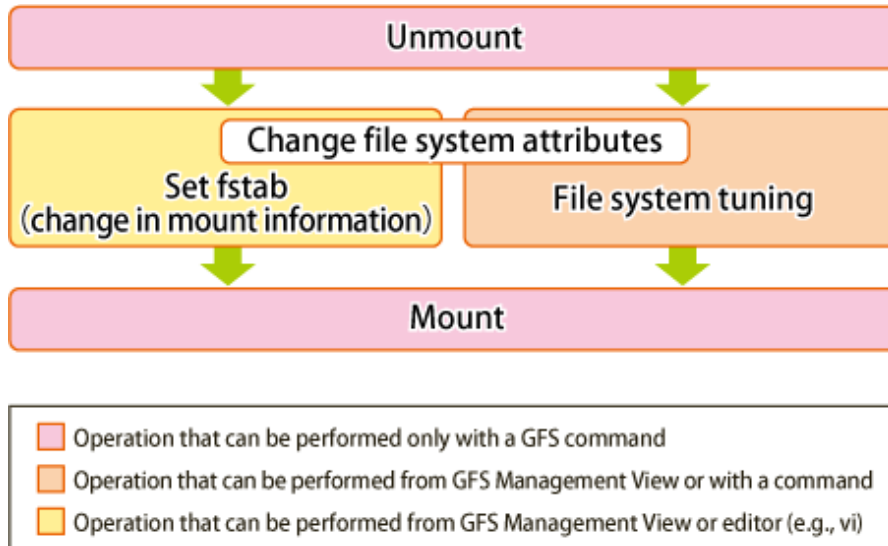 Unmount
Change file system attributes
Set fstab
(change in mount information)
File system tuning
Mount
Operation that can be performed only with a GFS command
Operation that can be performed from GFS Management View or with a command
Operation that can be performed from GFS Management View or editor (e.g., vi)